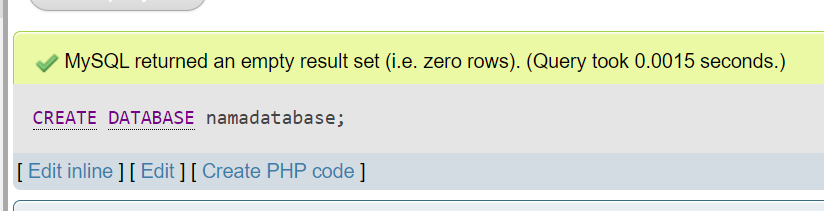 MySQL returned an empty result set (i.e. zero rows). (Query took 0.0015 seconds.)
CREATE DATABASE namadatabase;
[ Edit inline ] [ Edit ] [ Create PHP code ]